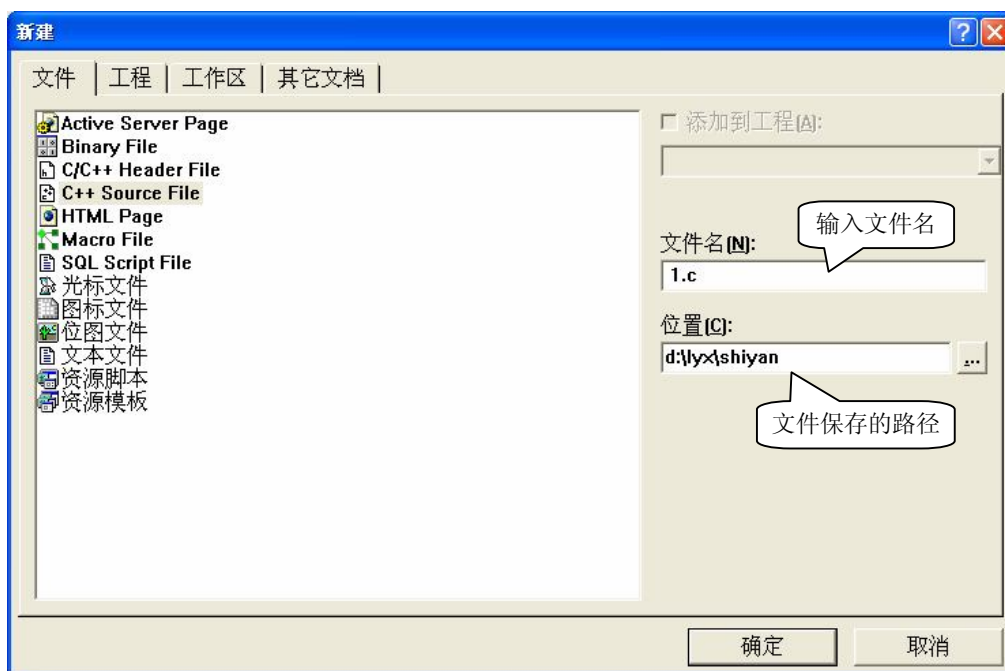 新建
文件 工程 工作区 其它文档
Active Server Page
Binary File
C/C++ Header File
C++ Source File
HTML Page
Macro File
SQL Script File
光标文件
图标文件
位图文件
文本文件
资源脚本
资源模板
添加到工程(A):
输入文件名
文件名(N):
1.c
位置(C):
d:\lyx\shiyan
...
文件保存的路径
确定 取消